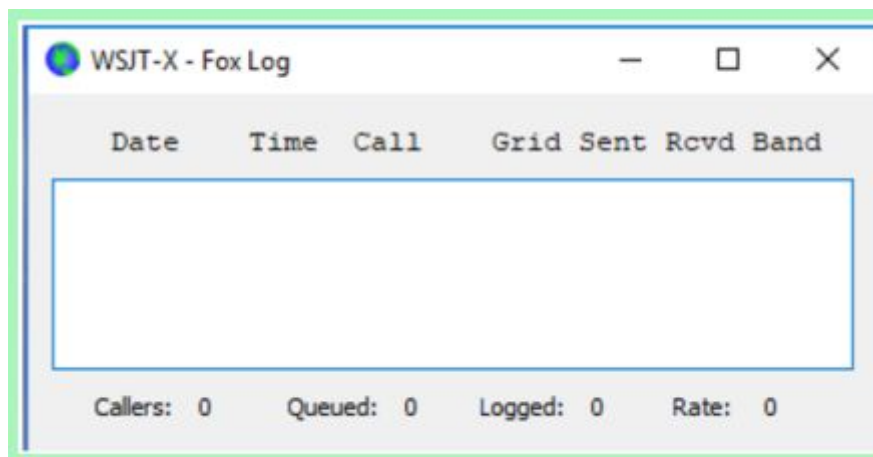 WSJT-X - Fox Log
Date Time Call Grid Sent Rcvd Band
Callers: 0 Queued: 0 Logged: 0 Rate: 0